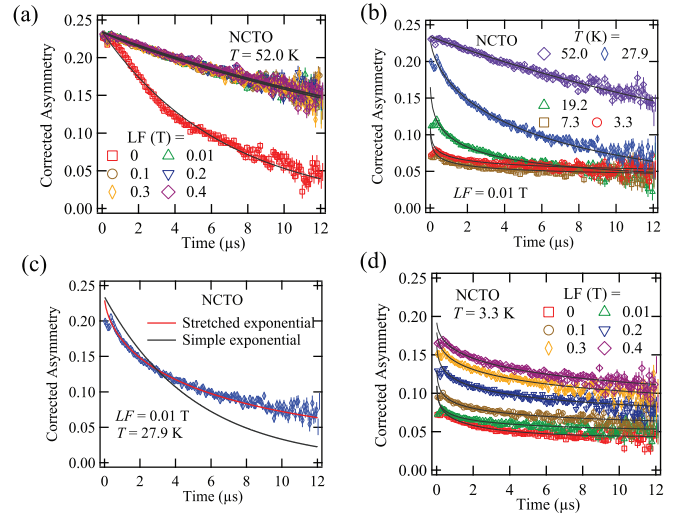 (a)
NCTO
T = 52.0 K
LF (T) =
0 0.01
0.1 0.2
0.3 0.4
0.25
0.20
0.15
0.10
0.05
0.00
Corrected Asymmetry
0 2 4 6 8 10 12
Time (µs)
(b)
NCTO T (K) =
52.0 27.9
19.2
7.3 3.3
LF = 0.01 T
0.25
0.20
0.15
0.10
0.05
0.00
Corrected Asymmetry
0 2 4 6 8 10 12
Time (µs)
(c)
NCTO
Stretched exponential
Simple exponential
LF = 0.01 T
T = 27.9 K
0.25
0.20
0.15
0.10
0.05
0.00
Corrected Asymmetry
0 2 4 6 8 10 12
Time (µs)
(d)
NCTO LF (T) =
T = 3.3 K
0 0.01
0.1 0.2
0.3 0.4
0.25
0.20
0.15
0.10
0.05
0.00
Corrected Asymmetry
0 2 4 6 8 10 12
Time (µs)